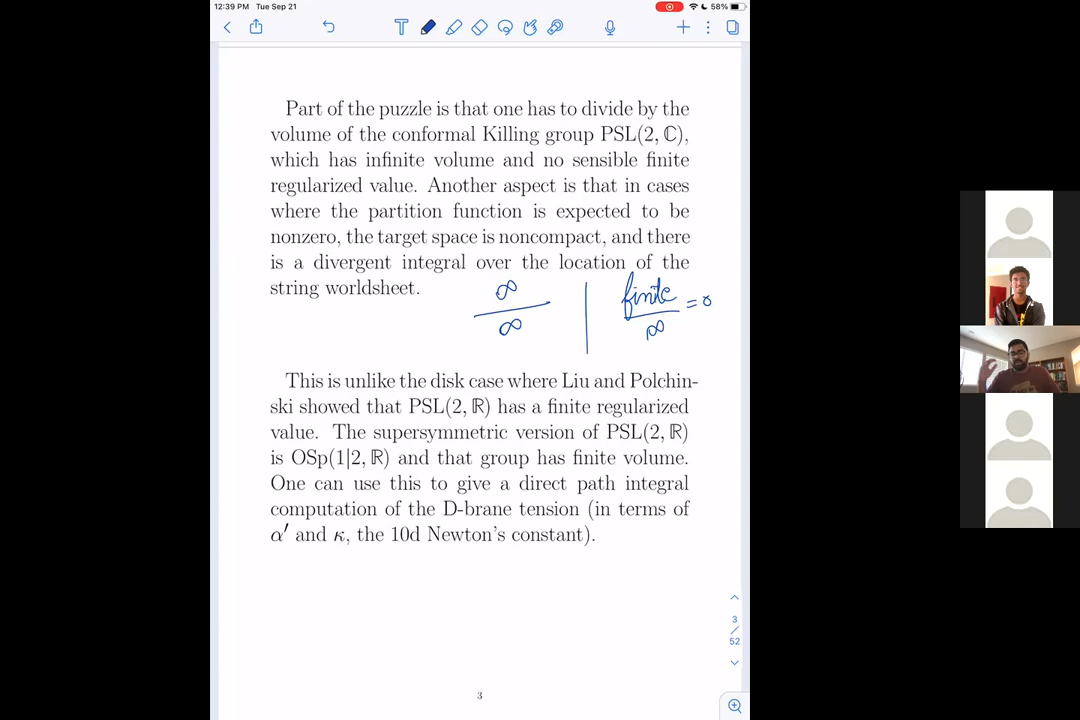 12:39 PM Tue Sep 21
58%
Part of the puzzle is that one has to divide by the
volume of the conformal Killing group PSL(2, ℂ),
which has infinite volume and no sensible finite
regularized value. Another aspect is that in cases
where the partition function is expected to be
nonzero, the target space is noncompact, and there
is a divergent integral over the location of the
string worldsheet.
∞ / ∞ | finite / ∞ = 0
This is unlike the disk case where Liu and Polchin-
ski showed that PSL(2, ℝ) has a finite regularized
value. The supersymmetric version of PSL(2, ℝ)
is OSp(1|2, ℝ) and that group has finite volume.
One can use this to give a direct path integral
computation of the D-brane tension (in terms of
α′ and κ, the 10d Newton's constant).
3
/
52
3